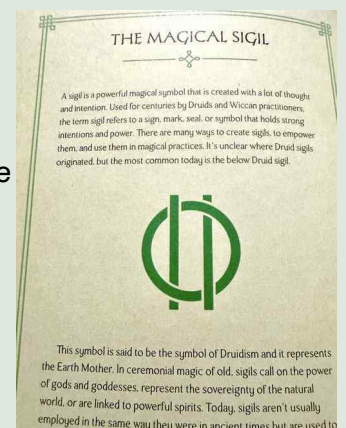 THE MAGICAL SIGIL
A sigil is a powerful magical symbol that is created with a lot of thought
and intention. Used for centuries by Druids and Wiccan practitioners,
the term sigil refers to a sign, mark, seal, or symbol that holds strong
intentions and power. There are many ways to create sigils, to empower
them, and use them in magical practices. It's unclear where Druid sigils
originated, but the most common today is the below Druid sigil.
e
This symbol is said to be the symbol of Druidism and it represents
the Earth Mother. In ceremonial magic of old, sigils call on the power
of gods and goddesses, represent the sovereignty of the natural
world, or are linked to powerful spirits. Today, sigils aren't usually
employed in the same way they were in ancient times but are used to